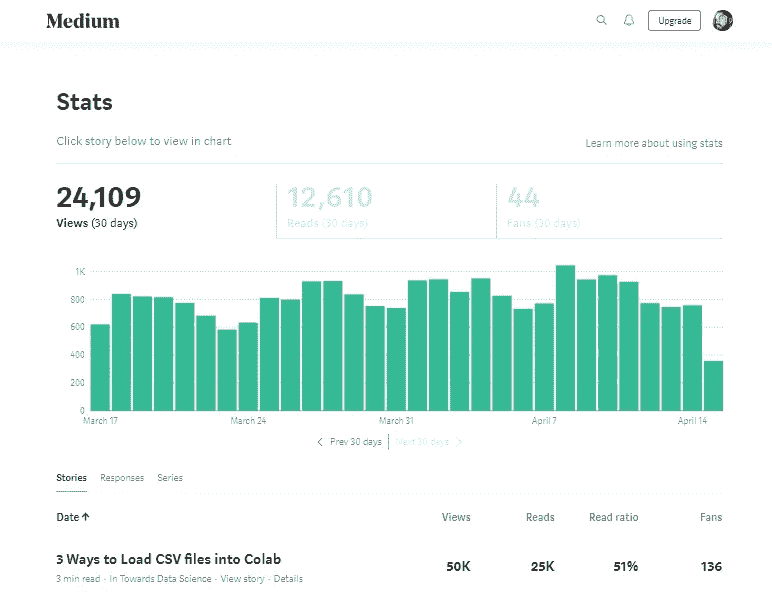 Medium
Upgrade
Stats
Click story below to view in chart
Learn more about using stats
24,109
Views (30 days)
12,610
Reads (30 days)
44
Fans (30 days)
1K
800
600
400
200
0
March 17
March 24
March 31
April 7
April 14
Prev 30 days
Next 30 days
Stories Responses Series
Date Views Reads Read ratio Fans
3 Ways to Load CSV files into Colab
3 min read · In Towards Data Science · View story · Details
50K 25K 51% 136